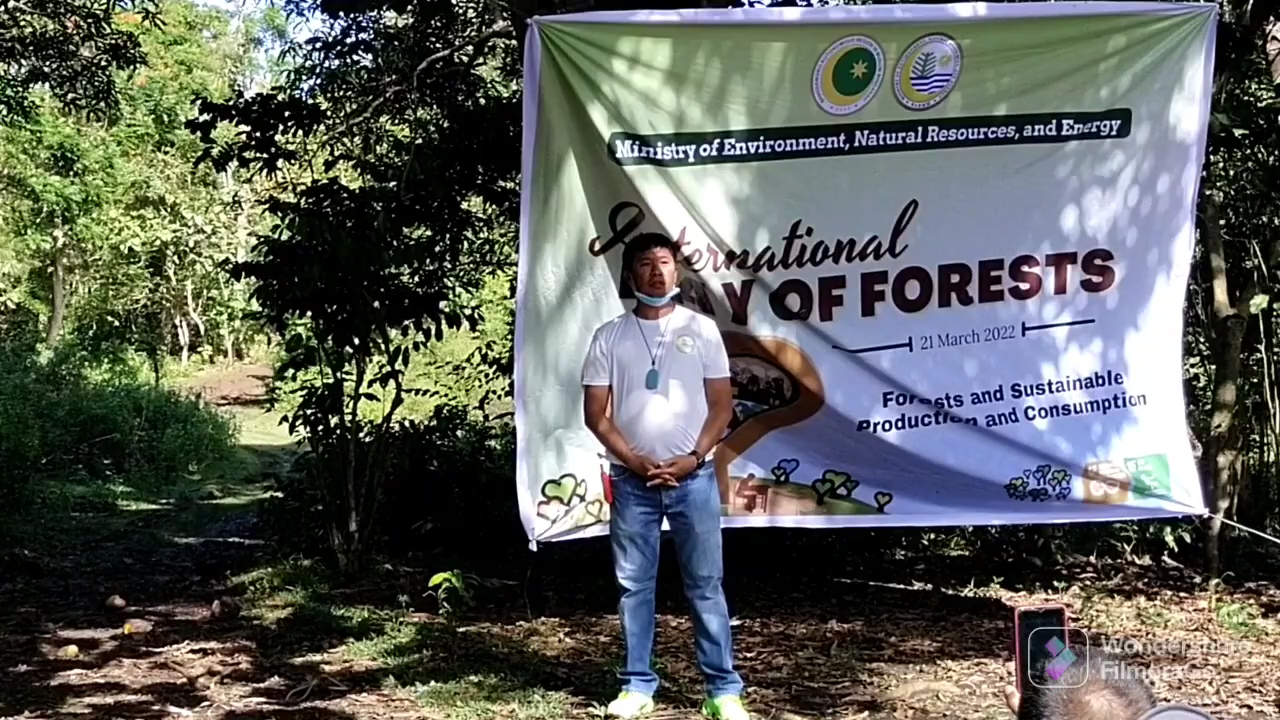 Ministry of Environment, Natural Resources, and Energy
International
OF FORESTS
21 March 2022
Forests and Sustainable
Production and Consumption
Wondershare
Filmora